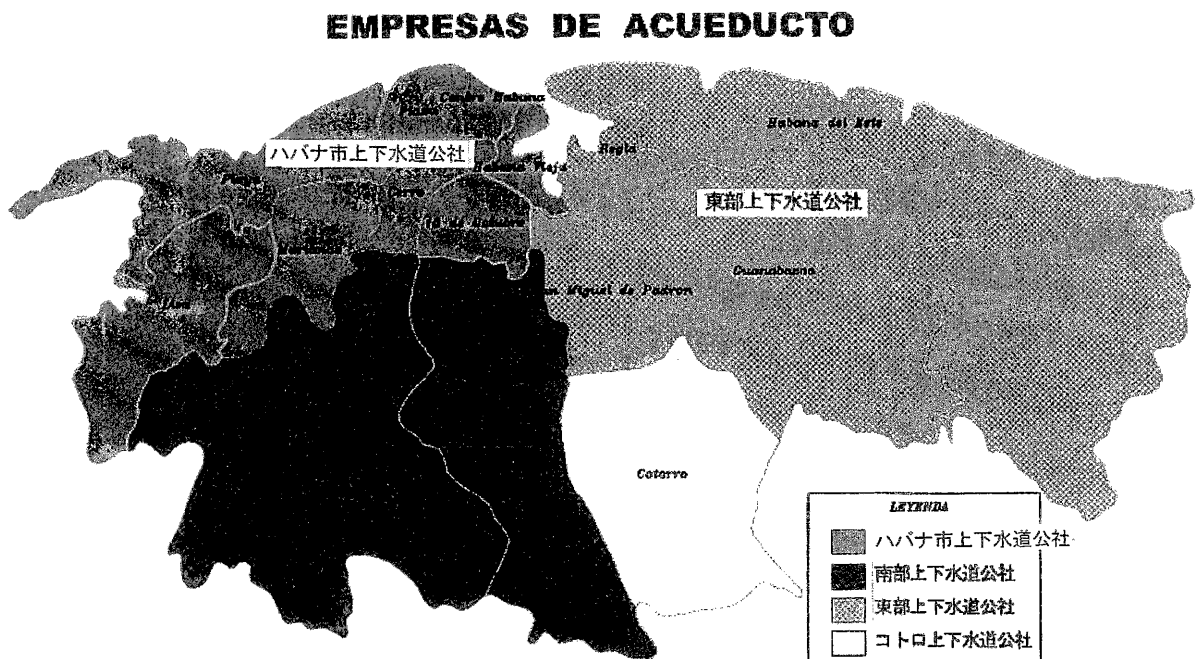 EMPRESAS DE ACUEDUCTO
Centro Habana
Habana del Este
Regla
ハバナ市上下水道公社
東部上下水道公社
Guanabacoa
Miguel de Padron
Cotorro
LEYENDA
ハバナ市上下水道公社
南部上下水道公社
東部上下水道公社
コトロ上下水道公社